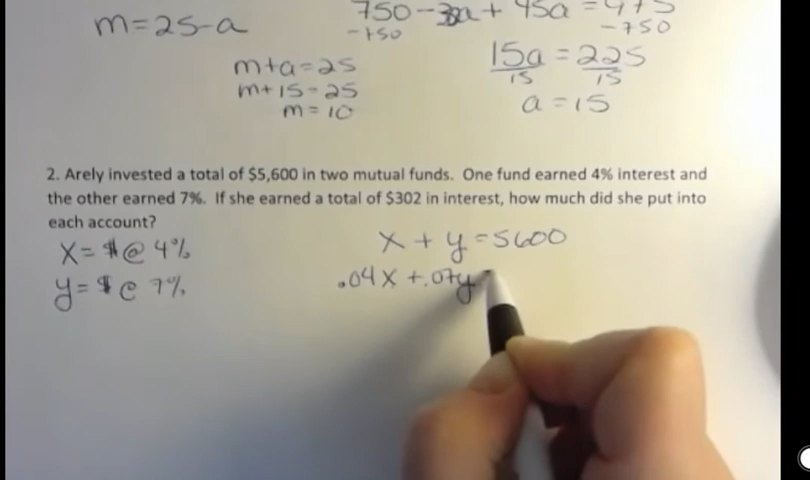 750 - 30a + 45a = 975
m = 25 - a
-750 -750
m + a = 25
15a = 225
15 15
m + 15 = 25
a = 15
m = 10
2. Arely invested a total of $5,600 in two mutual funds. One fund earned 4% interest and
the other earned 7%. If she earned a total of $302 in interest, how much did she put into
each account?
x + y = 5600
x = $ @ 4%
.04x + .07y
y = $ @ 7%